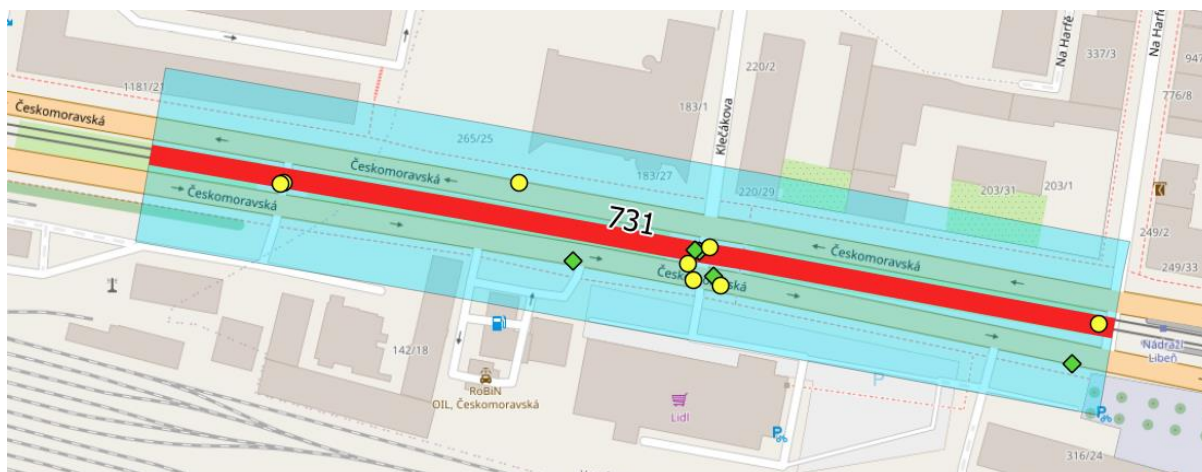 Českomoravská
1181/21
265/25
Českomoravská
Českomoravská
183/1
183/27
731
220/2
Klečákova
220/29
Na Harfě
337/3
Na Harfě
947
776/8
203/31
203/1
249/2
249/33
Českomoravská
Nádraží
Libeň
142/18
RoBiN
OIL, Českomoravská
Lidl
P
P
P
316/24